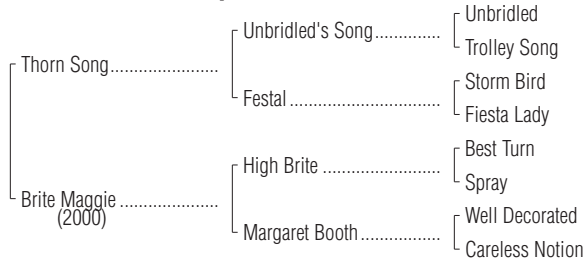 Unbridled
Unbridled's Song..............
Trolley Song
Thorn Song.......................
Storm Bird
Festal ................................
Fiesta Lady
Best Turn
High Brite .........................
Spray
Brite Maggie .....................
(2000)
Well Decorated
Margaret Booth.................
Careless Notion